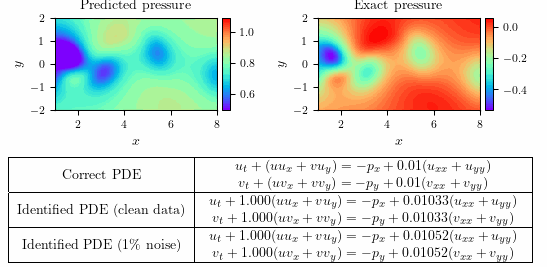 Predicted pressure
Exact pressure
2
1
0
−1
−2
y
2
4
6
8
x
1.0
0.8
0.6
2
1
0
−1
−2
y
2
4
6
8
x
0.0
−0.2
−0.4
Correct PDE
u_t + (uu_x + vu_y) = −p_x + 0.01(u_xx + u_yy)
v_t + (uv_x + vv_y) = −p_y + 0.01(v_xx + v_yy)
Identified PDE (clean data)
u_t + 1.000(uu_x + vu_y) = −p_x + 0.01033(u_xx + u_yy)
v_t + 1.000(uv_x + vv_y) = −p_y + 0.01033(v_xx + v_yy)
Identified PDE (1% noise)
u_t + 1.000(uu_x + vu_y) = −p_x + 0.01052(u_xx + u_yy)
v_t + 1.000(uv_x + vv_y) = −p_y + 0.01052(v_xx + v_yy)